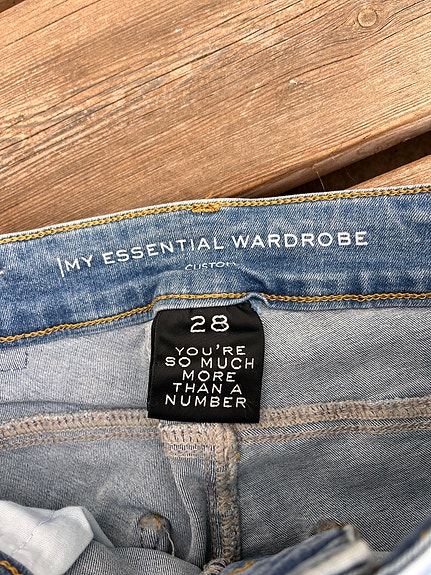 MY ESSENTIAL WARDROBE
28
YOU'RE
SO MUCH
MORE
THAN A
NUMBER